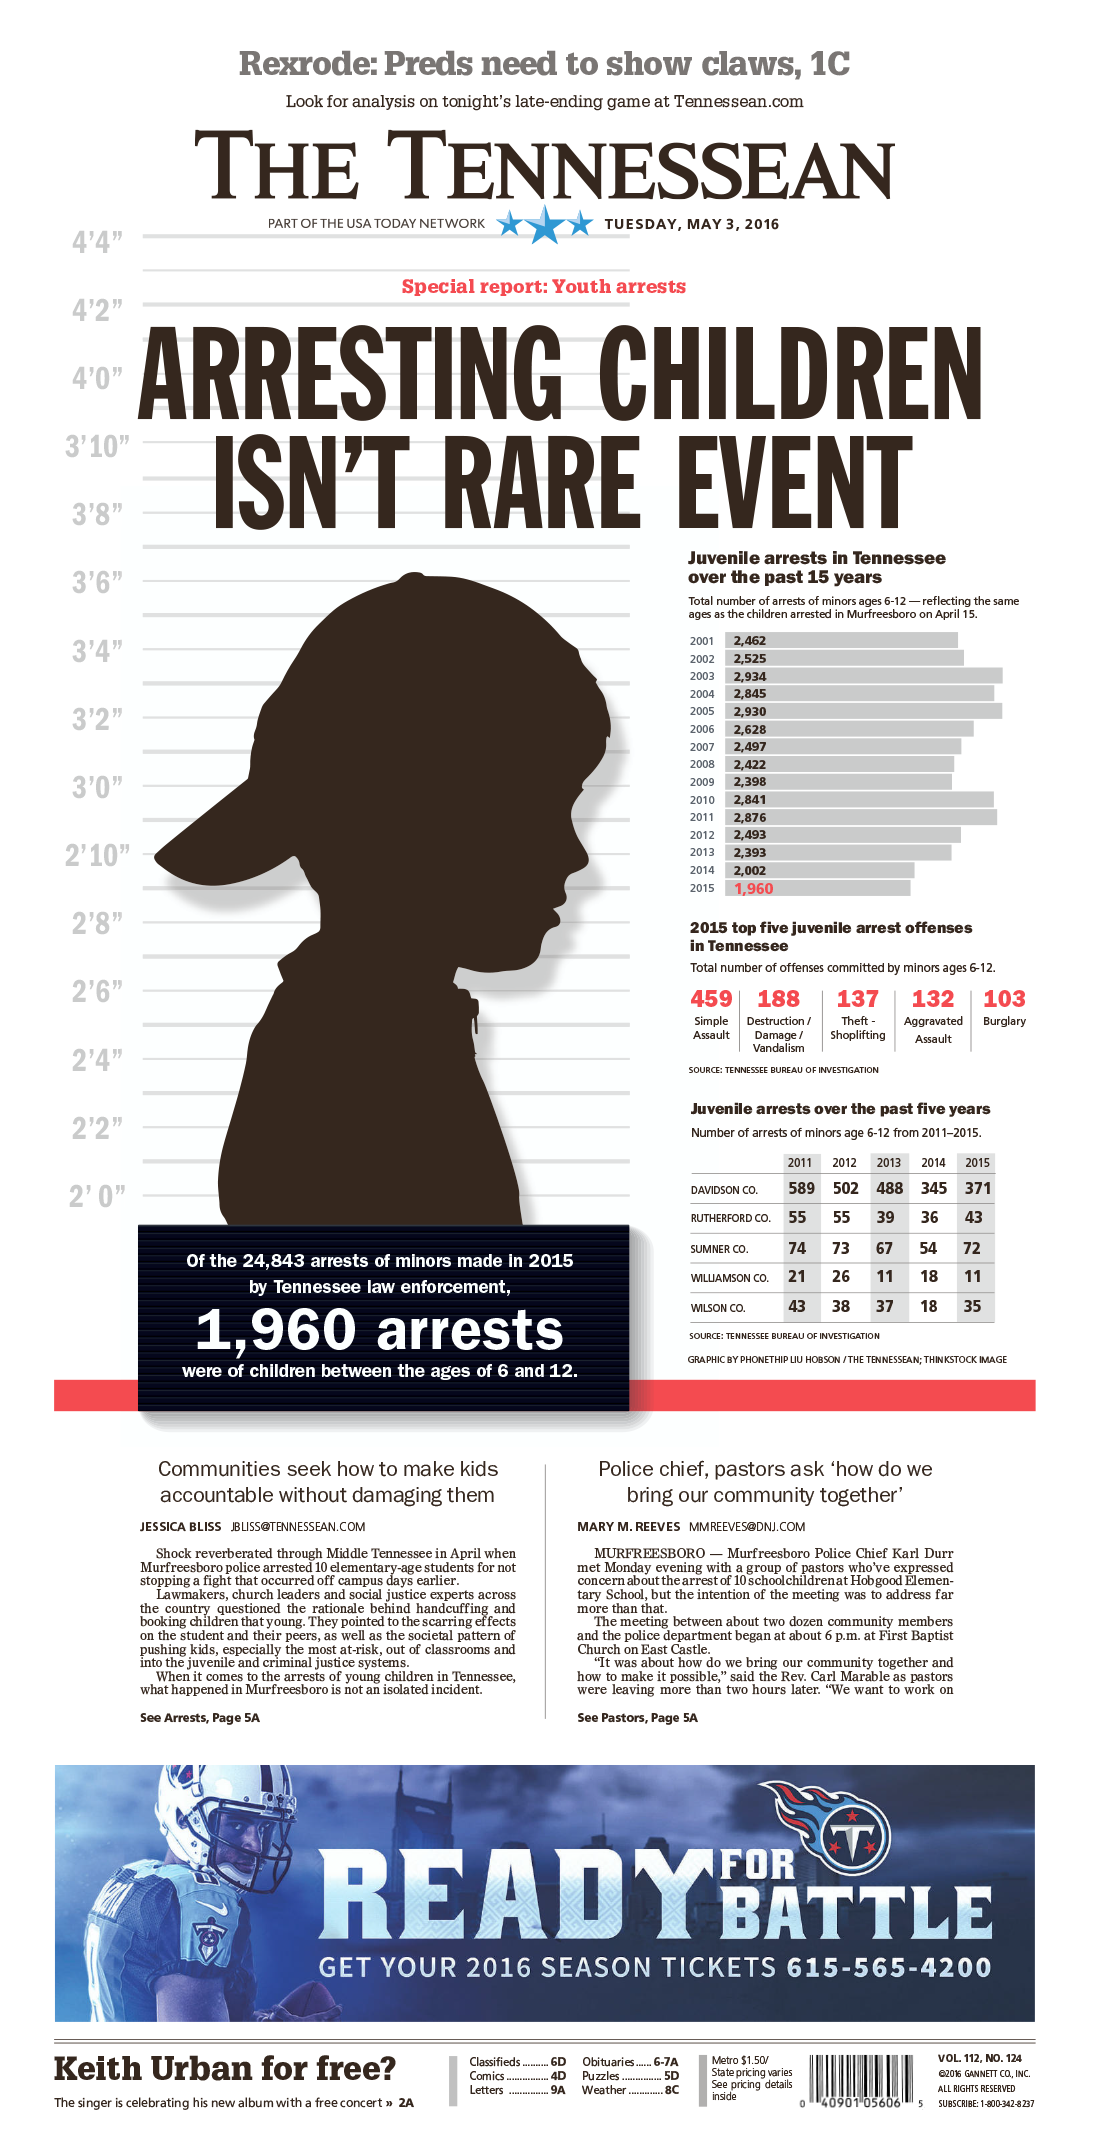 Rexrode: Preds need to show claws, 1C
Look for analysis on tonight's late-ending game at Tennessean.com
THE TENNESSEAN
PART OF THE USA TODAY NETWORK
TUESDAY, MAY 3, 2016
4'4"
4'2"
4'0"
3'10"
3'8"
3'6"
3'4"
3'2"
3'0"
2'10"
2'8"
2'6"
2'4"
2'2"
2' 0"
Special report: Youth arrests
ARRESTING CHILDREN
ISN'T RARE EVENT
Juvenile arrests in Tennessee
over the past 15 years
Total number of arrests of minors ages 6-12 — reflecting the same
ages as the children arrested in Murfreesboro on April 15.
2001 2,462
2002 2,525
2003 2,934
2004 2,845
2005 2,930
2006 2,628
2007 2,497
2008 2,422
2009 2,398
2010 2,841
2011 2,876
2012 2,493
2013 2,393
2014 2,002
2015 1,960
2015 top five juvenile arrest offenses
in Tennessee
Total number of offenses committed by minors ages 6-12.
459 188 137 132 103
Simple Destruction / Theft - Aggravated Burglary
Assault Damage / Shoplifting Assault
Vandalism
SOURCE: TENNESSEE BUREAU OF INVESTIGATION
Juvenile arrests over the past five years
Number of arrests of minors age 6-12 from 2011–2015.
2011 2012 2013 2014 2015
DAVIDSON CO. 589 502 488 345 371
RUTHERFORD CO. 55 55 39 36 43
SUMNER CO. 74 73 67 54 72
WILLIAMSON CO. 21 26 11 18 11
WILSON CO. 43 38 37 18 35
SOURCE: TENNESSEE BUREAU OF INVESTIGATION
GRAPHIC BY PHONETHIP LIU HOBSON / THE TENNESSEAN; THINKSTOCK IMAGE
Of the 24,843 arrests of minors made in 2015
by Tennessee law enforcement,
1,960 arrests
were of children between the ages of 6 and 12.
Communities seek how to make kids
accountable without damaging them
JESSICA BLISS JBLISS@TENNESSEAN.COM
Shock reverberated through Middle Tennessee in April when
Murfreesboro police arrested 10 elementary-age students for not
stopping a fight that occurred off campus days earlier.
Lawmakers, church leaders and social justice experts across
the country questioned the rationale behind handcuffing and
booking children that young. They pointed to the scarring effects
on the student and their peers, as well as the societal pattern of
pushing kids, especially the most at-risk, out of classrooms and
into the juvenile and criminal justice systems.
When it comes to the arrests of young children in Tennessee,
what happened in Murfreesboro is not an isolated incident.
See Arrests, Page 5A
Police chief, pastors ask 'how do we
bring our community together'
MARY M. REEVES MMREEVES@DNJ.COM
MURFREESBORO — Murfreesboro Police Chief Karl Durr
met Monday evening with a group of pastors who've expressed
concern about the arrest of 10 schoolchildren at Hobgood Elemen-
tary School, but the intention of the meeting was to address far
more than that.
The meeting between about two dozen community members
and the police department began at about 6 p.m. at First Baptist
Church on East Castle.
"It was about how do we bring our community together and
how to make it possible," said the Rev. Carl Marable as pastors
were leaving more than two hours later. "We want to work on
See Pastors, Page 5A
READY FOR BATTLE
GET YOUR 2016 SEASON TICKETS 615-565-4200
Keith Urban for free?
The singer is celebrating his new album with a free concert » 2A
Classifieds .......... 6D
Comics ................ 4D
Letters ............... 9A
Obituaries...... 6-7A
Puzzles ............ 5D
Weather ............. 8C
Metro $1.50/
State pricing varies
See pricing details
inside
0 40901 05606 5
VOL. 112, NO. 124
©2016 GANNETT CO., INC.
ALL RIGHTS RESERVED
SUBSCRIBE: 1-800-342-8237